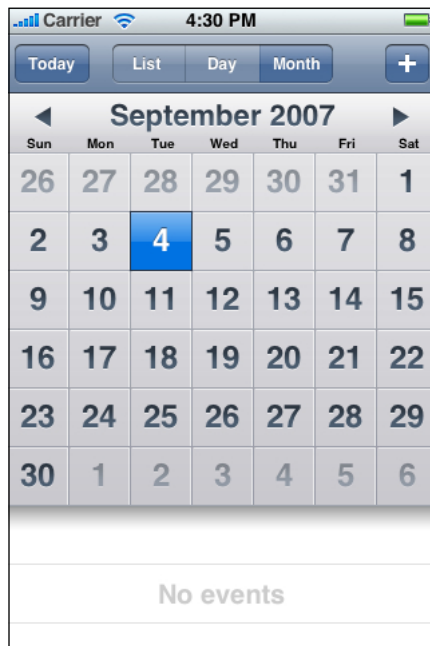 Carrier 4:30 PM
Today List Day Month +
September 2007
Sun Mon Tue Wed Thu Fri Sat
26 27 28 29 30 31 1
2 3 4 5 6 7 8
9 10 11 12 13 14 15
16 17 18 19 20 21 22
23 24 25 26 27 28 29
30 1 2 3 4 5 6
No events